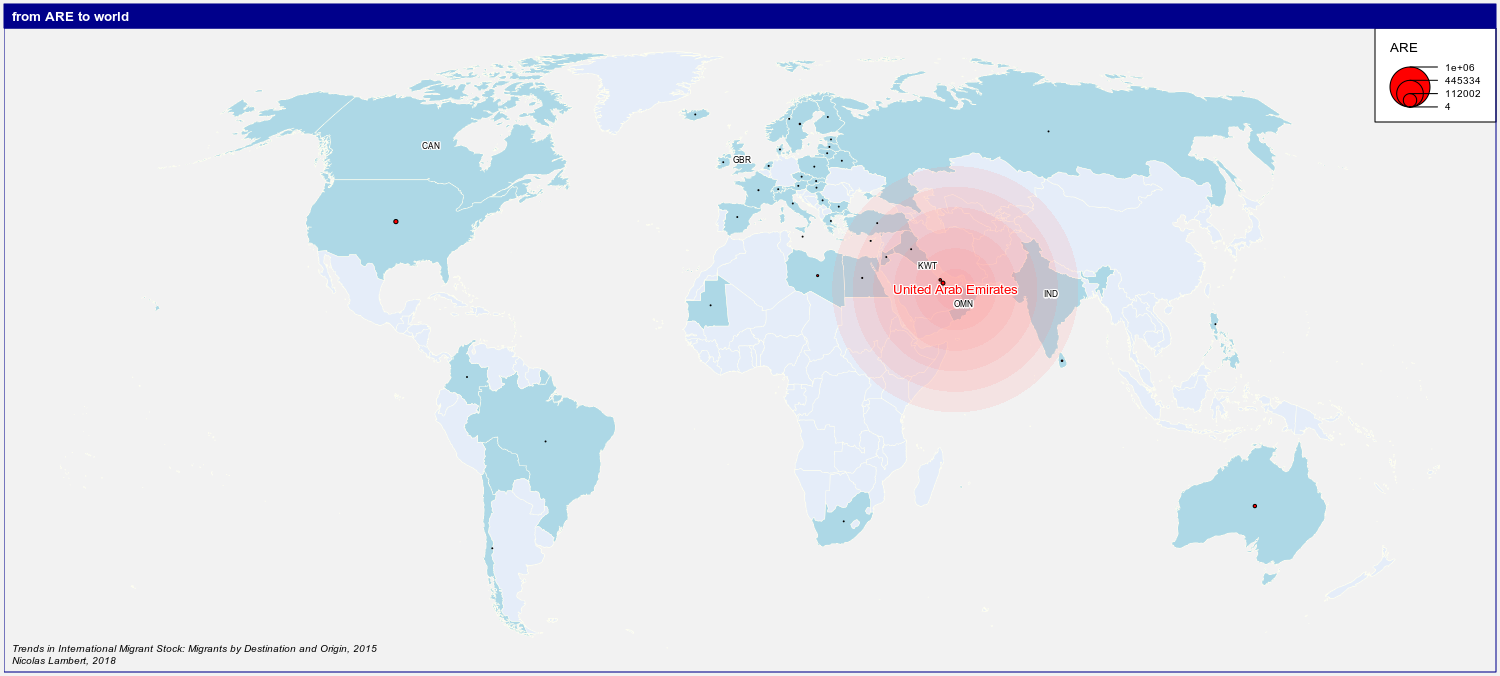 from ARE to world
ARE
1e+06
445334
112002
4
CAN
GBR
KWT
United Arab Emirates
IND
OMN
Trends in International Migrant Stock: Migrants by Destination and Origin, 2015
Nicolas Lambert, 2018